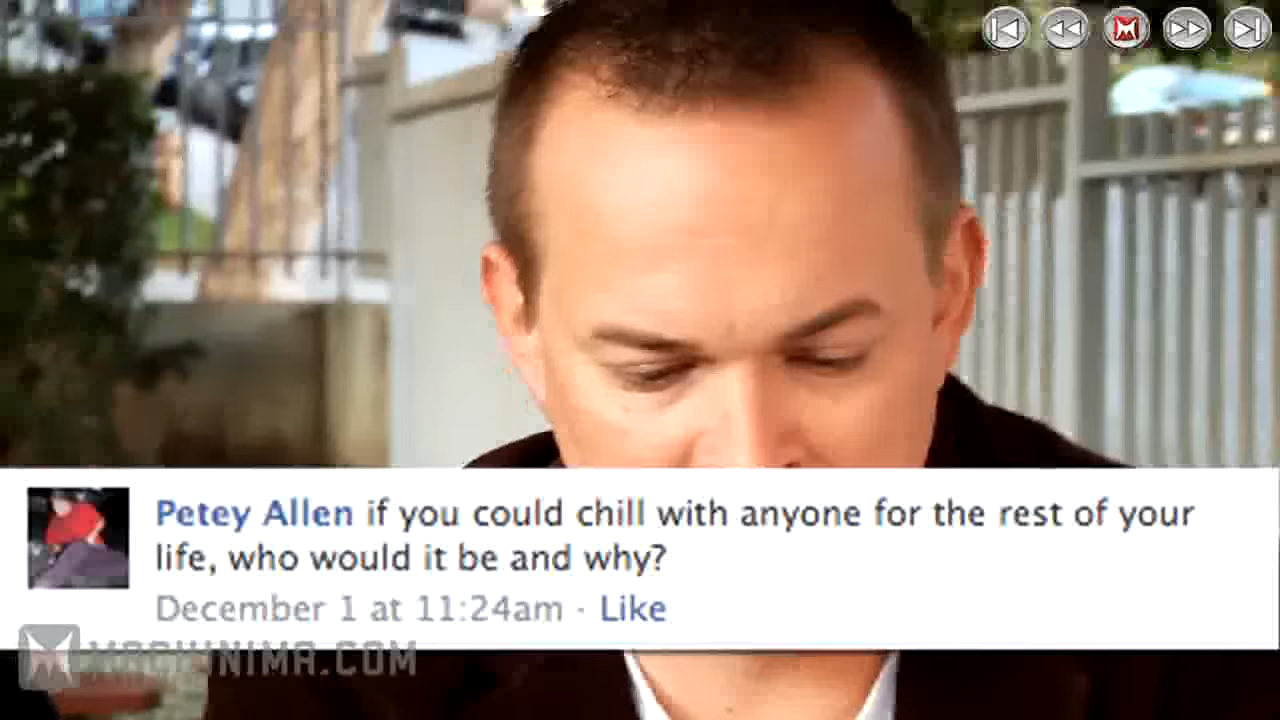 Petey Allen if you could chill with anyone for the rest of your
life, who would it be and why?
December 1 at 11:24am · Like
MACHINIMA.COM